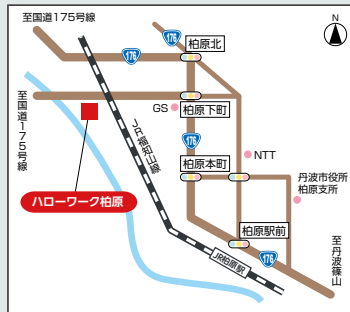 至国道175号線
176
176
柏原北
N
至国道175号線
GS
柏原下町
JR福知山線
176
ハローワーク柏原
柏原本町
NTT
丹波市役所
柏原支所
柏原駅前
JR柏原駅
176
至丹波篠山